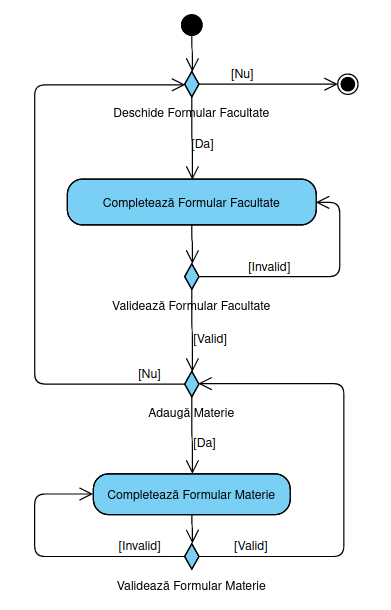 [Nu]
Deschide Formular Facultate
[Da]
Completează Formular Facultate
[Invalid]
Validează Formular Facultate
[Valid]
[Nu]
Adaugă Materie
[Da]
Completează Formular Materie
[Invalid]
[Valid]
Validează Formular Materie